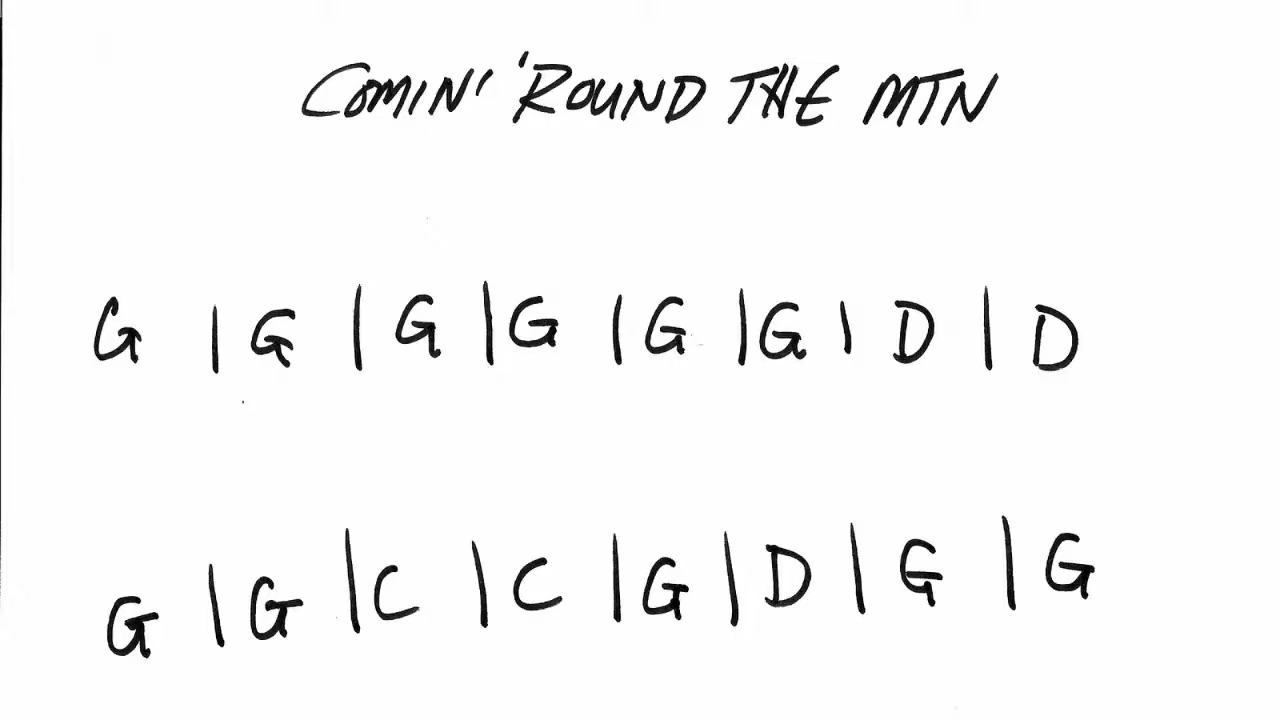 COMIN' 'ROUND THE MTN
G | G | G | G | G | G | D | D
G | G | C | C | G | D | G | G